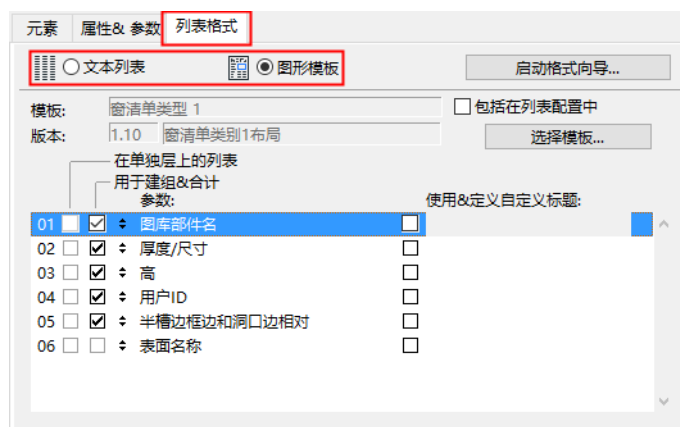 元素 属性& 参数 列表格式
文本列表 图形模板 启动格式向导...
模板: 窗清单类型 1 包括在列表配置中
版本: 1.10 窗清单类别1布局 选择模板...
在单独层上的列表
用于建组&合计
参数: 使用&定义自定义标题:
01 图库部件名
02 厚度/尺寸
03 高
04 用户ID
05 半槽边框边和洞口边相对
06 表面名称